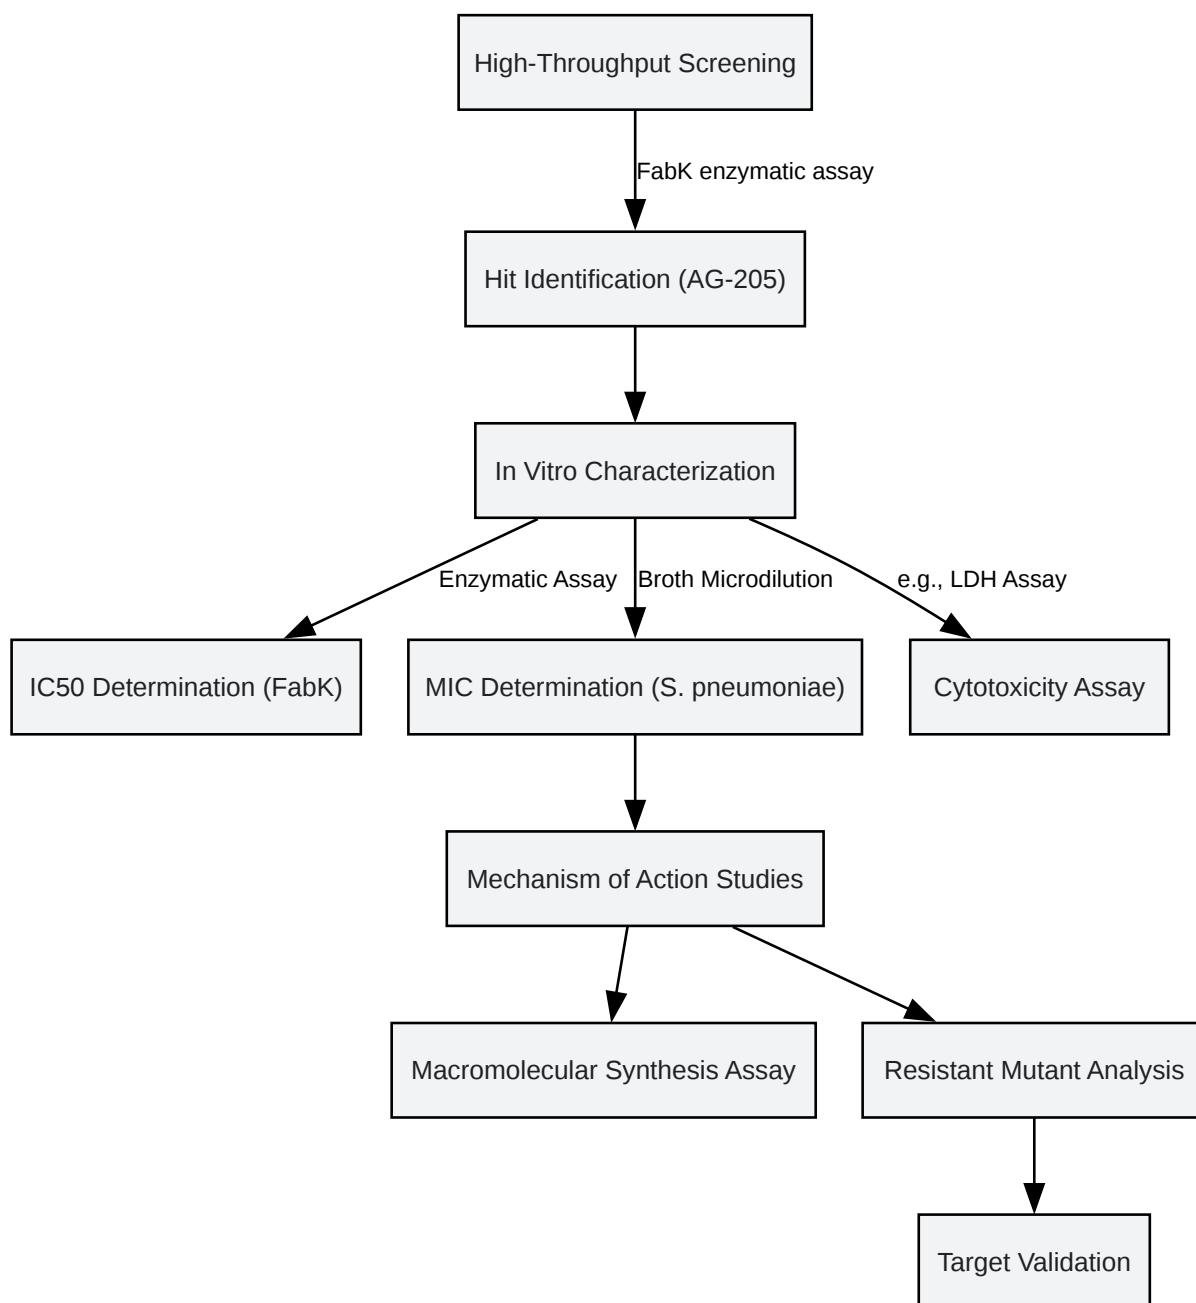 High-Throughput Screening
FabK enzymatic assay
Hit Identification (AG-205)
In Vitro Characterization
Enzymatic Assay
Broth Microdilution
e.g., LDH Assay
IC50 Determination (FabK)
MIC Determination (S. pneumoniae)
Cytotoxicity Assay
Mechanism of Action Studies
Macromolecular Synthesis Assay
Resistant Mutant Analysis
Target Validation